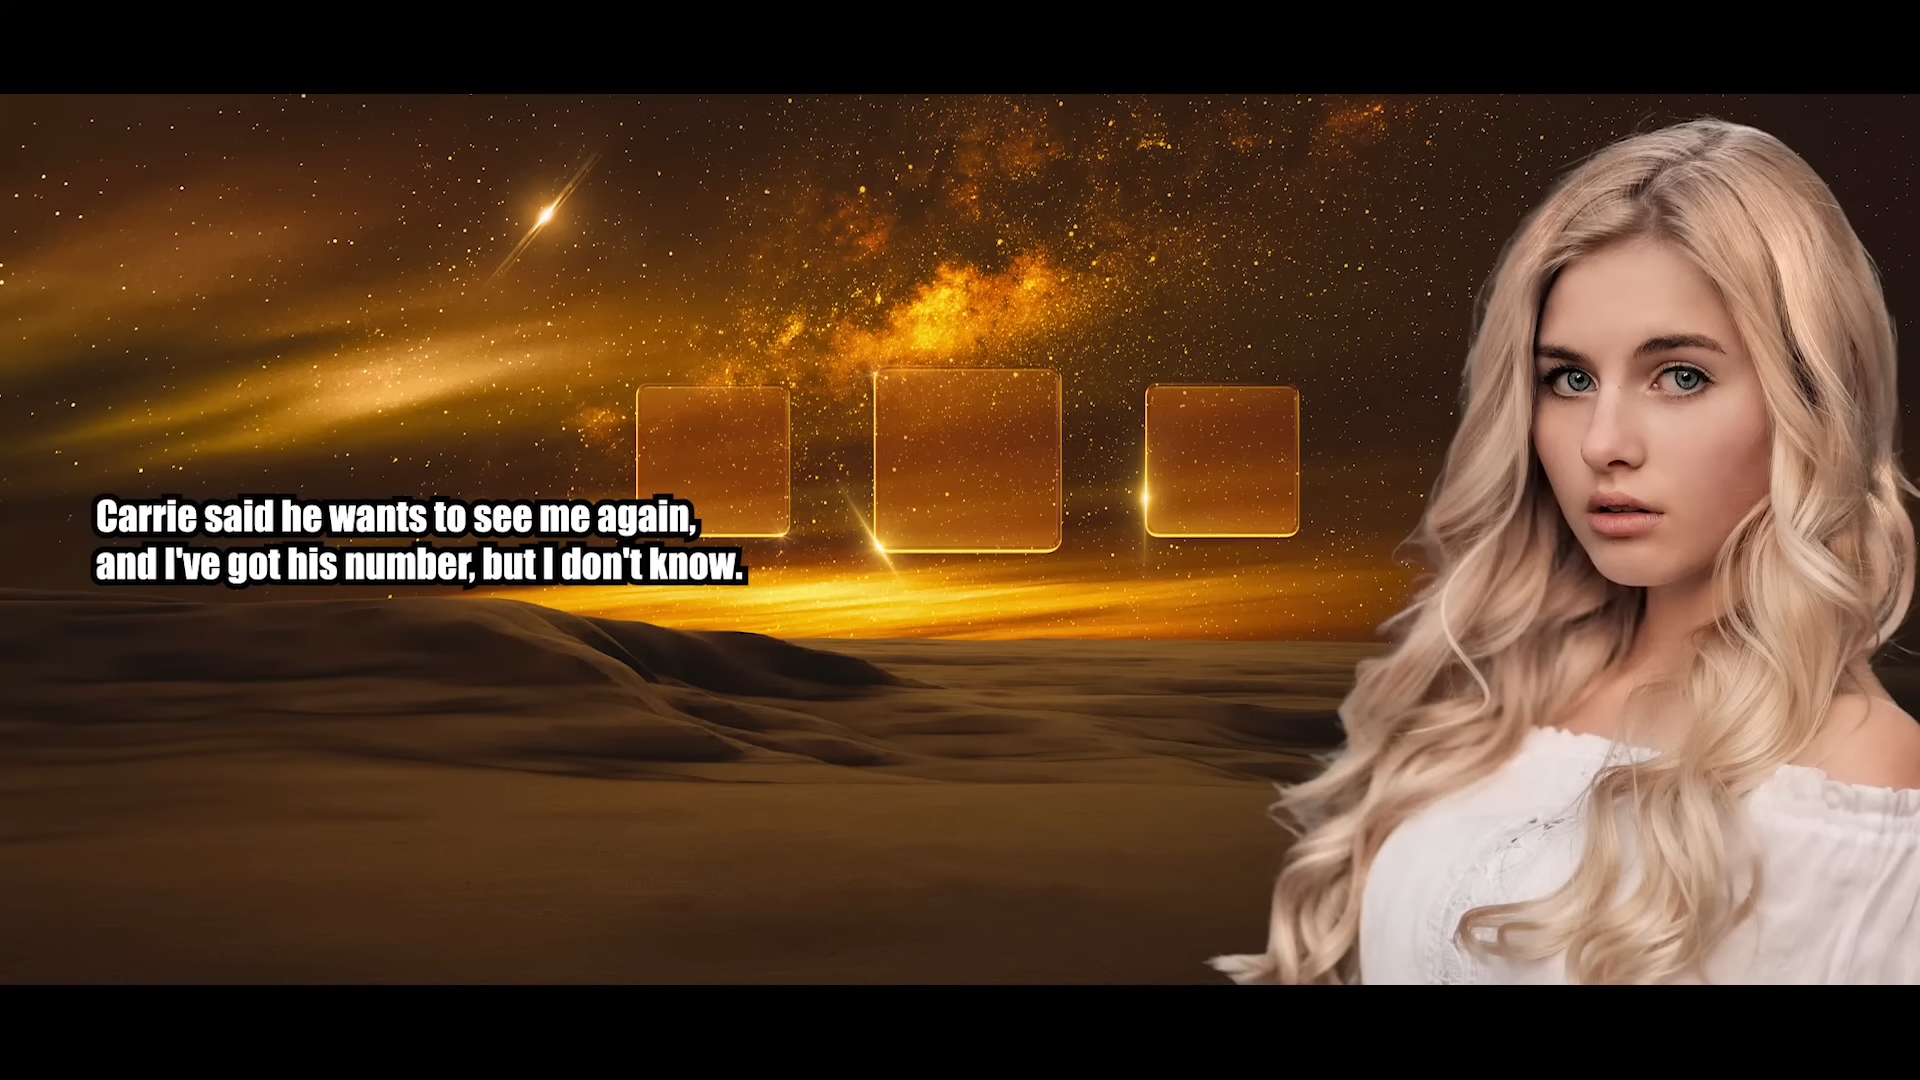 Carrie said he wants to see me again,
and I've got his number, but I don't know.